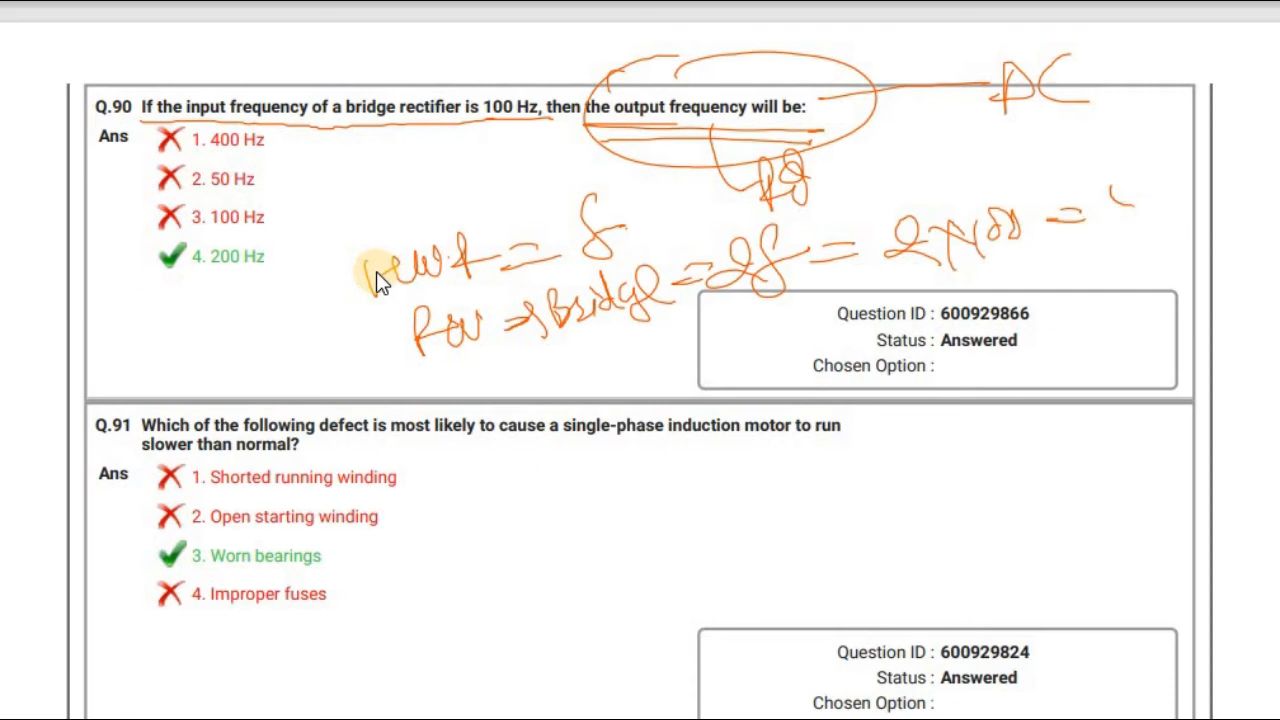 DC
Q.90 If the input frequency of a bridge rectifier is 100 Hz, then the output frequency will be:
Ans
1. 400 Hz
2. 50 Hz
3. 100 Hz
4. 200 Hz
HWR = f
FW → Bridge = 2f = 2×100 =
Question ID : 600929866
Status : Answered
Chosen Option :
Q.91 Which of the following defect is most likely to cause a single-phase induction motor to run
slower than normal?
Ans
1. Shorted running winding
2. Open starting winding
3. Worn bearings
4. Improper fuses
Question ID : 600929824
Status : Answered
Chosen Option :